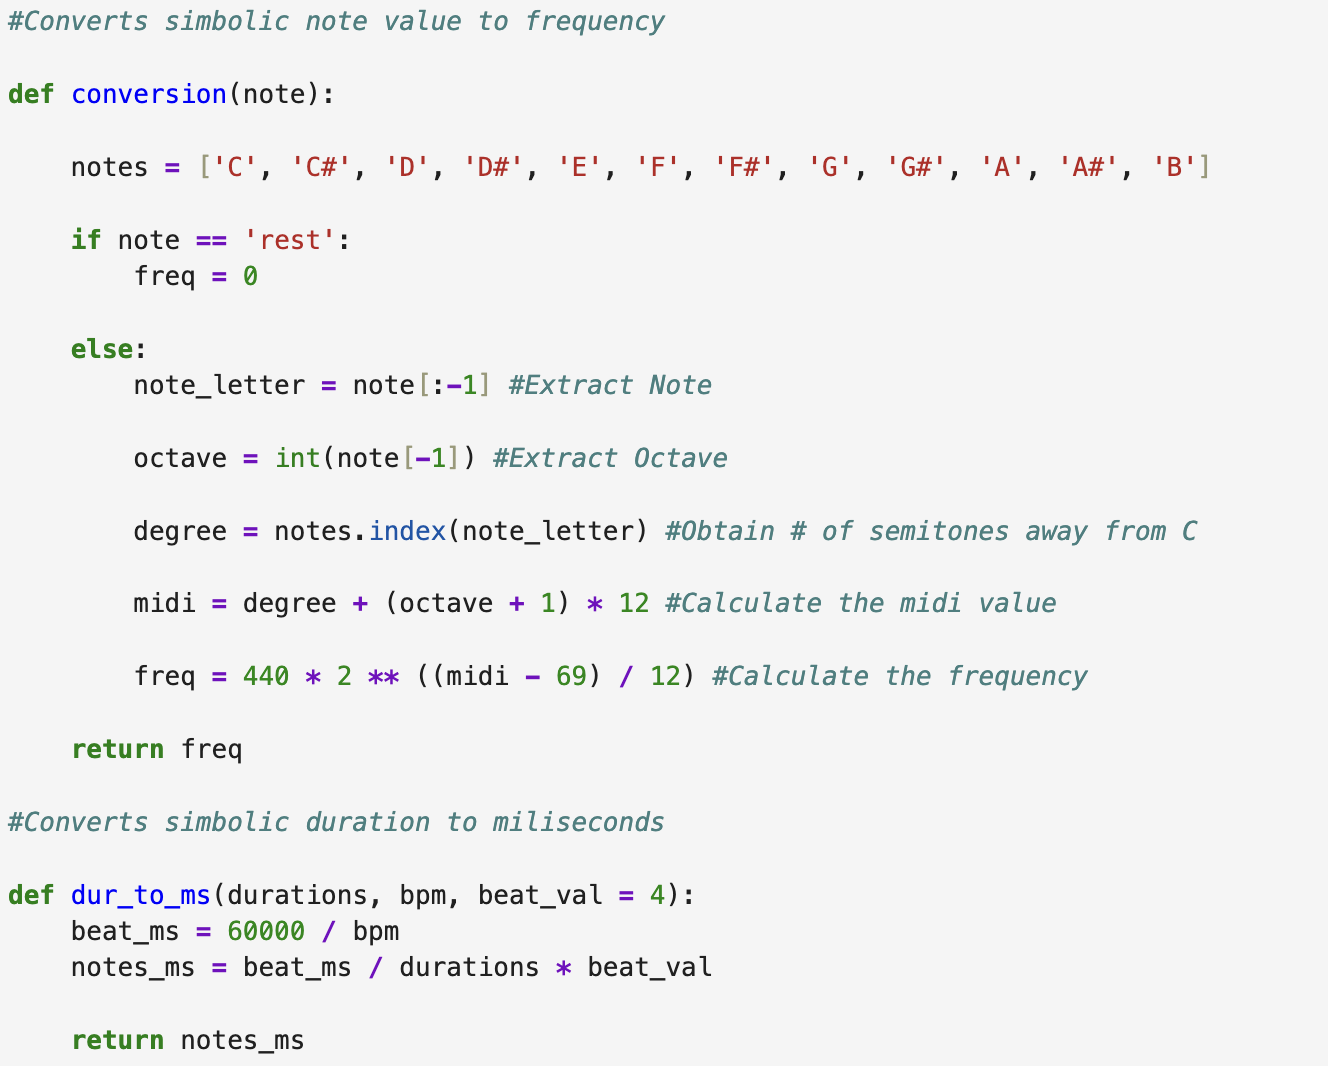 #Converts simbolic note value to frequency
def conversion(note):
notes = ['C', 'C#', 'D', 'D#', 'E', 'F', 'F#', 'G', 'G#', 'A', 'A#', 'B']
if note == 'rest':
freq = 0
else:
note_letter = note[:-1] #Extract Note
octave = int(note[-1]) #Extract Octave
degree = notes.index(note_letter) #Obtain # of semitones away from C
midi = degree + (octave + 1) * 12 #Calculate the midi value
freq = 440 * 2 ** ((midi - 69) / 12) #Calculate the frequency
return freq
#Converts simbolic duration to miliseconds
def dur_to_ms(durations, bpm, beat_val = 4):
beat_ms = 60000 / bpm
notes_ms = beat_ms / durations * beat_val
return notes_ms